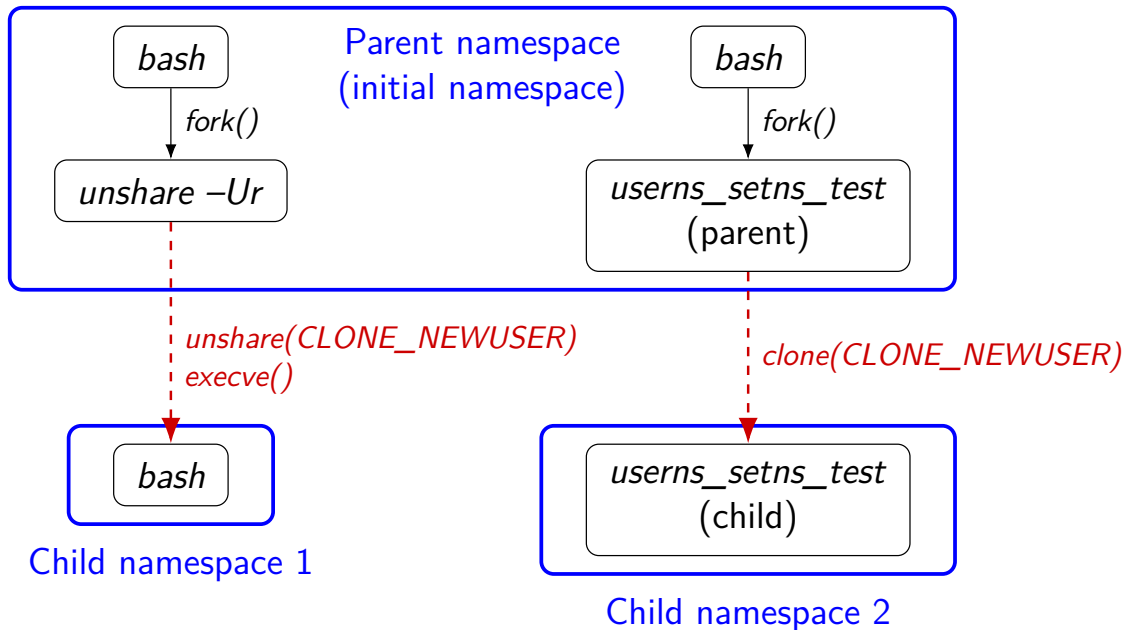 Parent namespace
(initial namespace)
bash
fork()
unshare –Ur
bash
fork()
userns_setns_test
(parent)
unshare(CLONE_NEWUSER)
execve()
clone(CLONE_NEWUSER)
bash
Child namespace 1
userns_setns_test
(child)
Child namespace 2